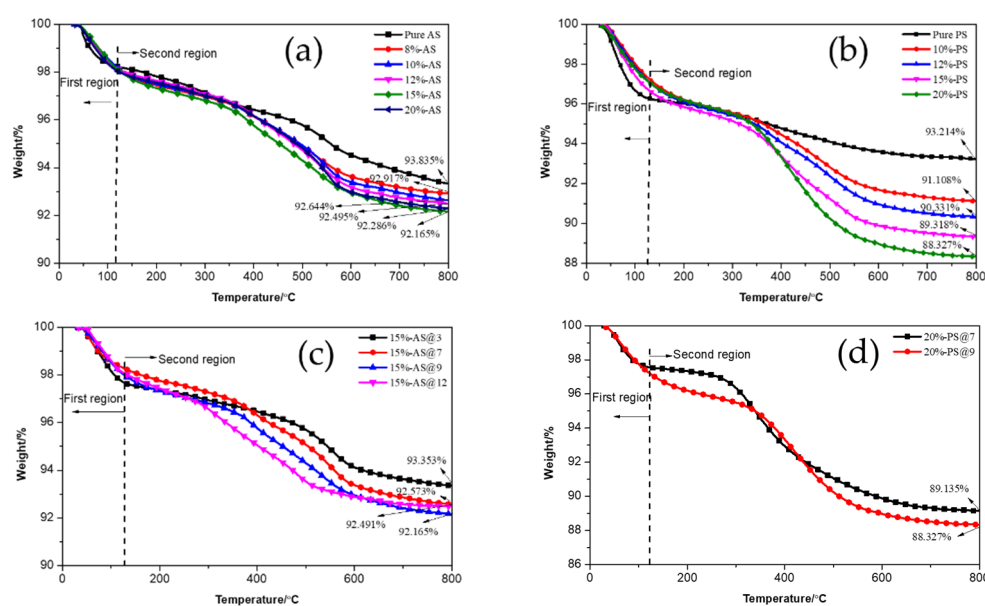 (a)
Pure AS
8%-AS
10%-AS
12%-AS
15%-AS
20%-AS
Second region
First region
93.835%
92.917%
92.644%
92.495%
92.286%
92.165%
100
98
96
94
92
90
Weight/%
0 100 200 300 400 500 600 700 800
Temperature/°C
(b)
Pure PS
10%-PS
12%-PS
15%-PS
20%-PS
Second region
First region
93.214%
91.108%
90.331%
89.318%
88.327%
100
98
96
94
92
90
88
Weight/%
0 100 200 300 400 500 600 700 800
Temperature/°C
(c)
15%-AS@3
15%-AS@7
15%-AS@9
15%-AS@12
Second region
First region
93.353%
92.573%
92.491%
92.165%
100
98
96
94
92
90
Weight/%
0 200 400 600 800
Temperature/°C
(d)
20%-PS@7
20%-PS@9
Second region
First region
89.135%
88.327%
100
98
96
94
92
90
88
86
Weight/%
0 200 400 600 800
Temperature/°C